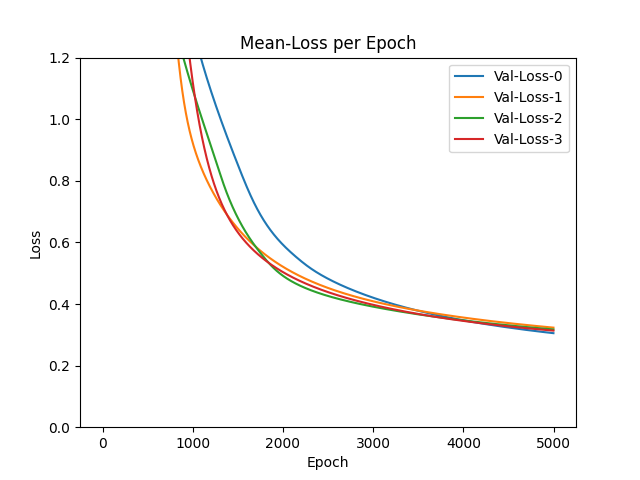 Mean-Loss per Epoch
1.2
1.0
0.8
0.6
0.4
0.2
0.0
Loss
Val-Loss-0
Val-Loss-1
Val-Loss-2
Val-Loss-3
0 1000 2000 3000 4000 5000
Epoch